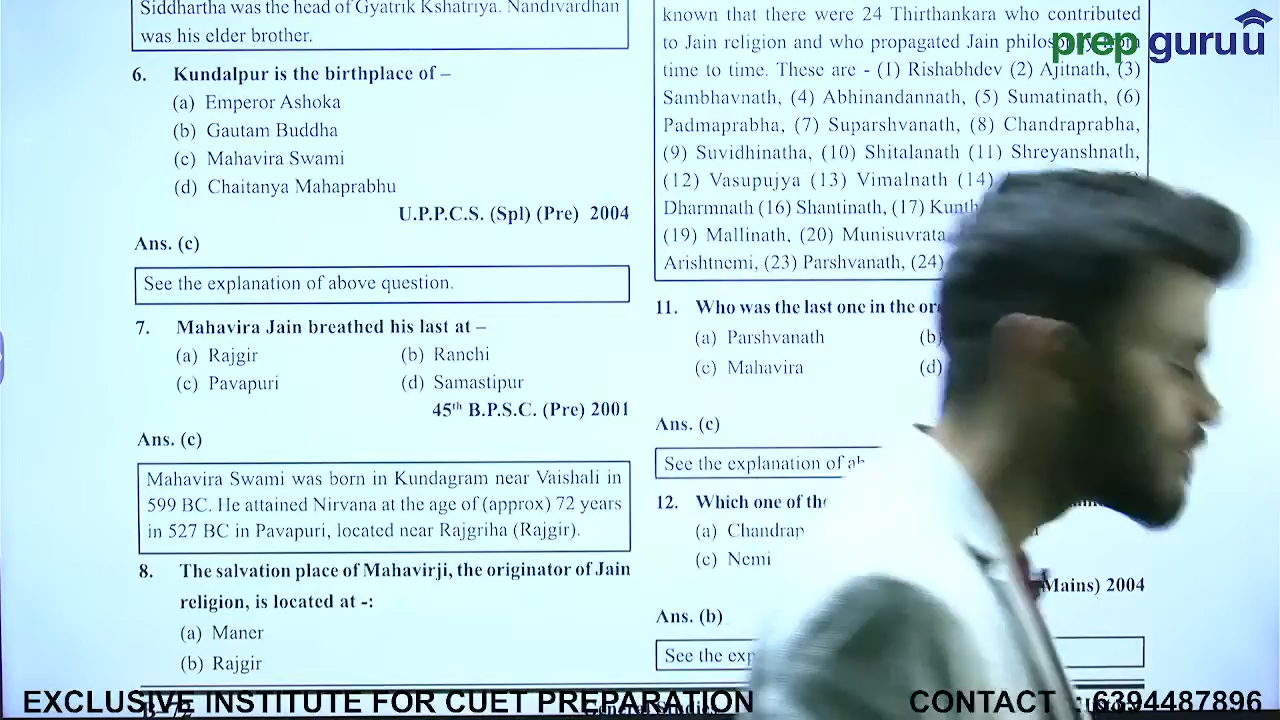 Siddhartha was the head of Gyatrik Kshatriya. Nandivardhan
was his elder brother.
6. Kundalpur is the birthplace of –
(a) Emperor Ashoka
(b) Gautam Buddha
(c) Mahavira Swami
(d) Chaitanya Mahaprabhu
U.P.P.C.S. (Spl) (Pre) 2004
Ans. (c)
See the explanation of above question.
7. Mahavira Jain breathed his last at –
(a) Rajgir (b) Ranchi
(c) Pavapuri (d) Samastipur
45th B.P.S.C. (Pre) 2001
Ans. (c)
Mahavira Swami was born in Kundagram near Vaishali in
599 BC. He attained Nirvana at the age of (approx) 72 years
in 527 BC in Pavapuri, located near Rajgriha (Rajgir).
8. The salvation place of Mahavirji, the originator of Jain
religion, is located at -:
(a) Maner
(b) Rajgir
known that there were 24 Thirthankara who contributed
to Jain religion and who propagated Jain
time to time. These are - (1) Rishabhdev (2) Ajitnath, (3)
Sambhavnath, (4) Abhinandannath, (5) Sumatinath, (6)
Padmaprabha, (7) Suparshvanath, (8) Chandraprabha,
(9) Suvidhinatha, (10) Shitalanath (11) Shreyanshnath,
(12) Vasupujya (13) Vimalnath (14)
Dharmnath (16) Shantinath, (17)
(19) Mallinath, (20) Munisuvrata
Arishtnemi, (23) Parshvanath, (24)
11. Who was the last one in the
(a) Parshvanath (b)
(c) Mahavira (d)
Ans. (c)
See the explanation of
12. Which one of
(a)
(c) Nemi
Mains) 2004
Ans. (b)
See the
prep guruu
EXCLUSIVE INSTITUTE FOR CUET PREPARATION CONTACT : 6394487896